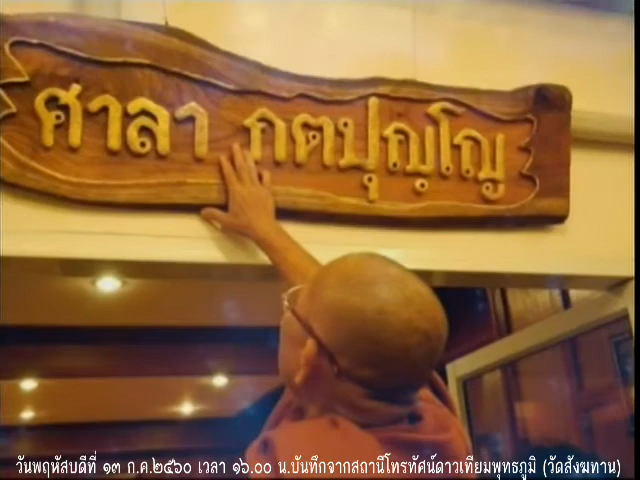 ศาลา กตปุญฺโญ
วันพฤหัสบดีที่ ๑๓ ก.ค.๒๕๖๐ เวลา ๑๖.๐๐ น.บันทึกจากสถานีโทรทัศน์ดาวเทียมพุทธภูมิ (วัดสังฆทาน)